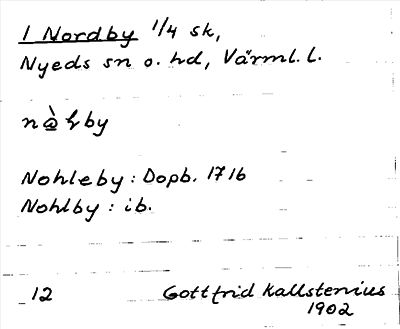 1 Nordby 1/4 sk,
Nyeds sn o. hd, Värml. l.
Nohleby : Dopb. 1716
Nohlby : ib.
12
Gottfrid Kallstenius
1902